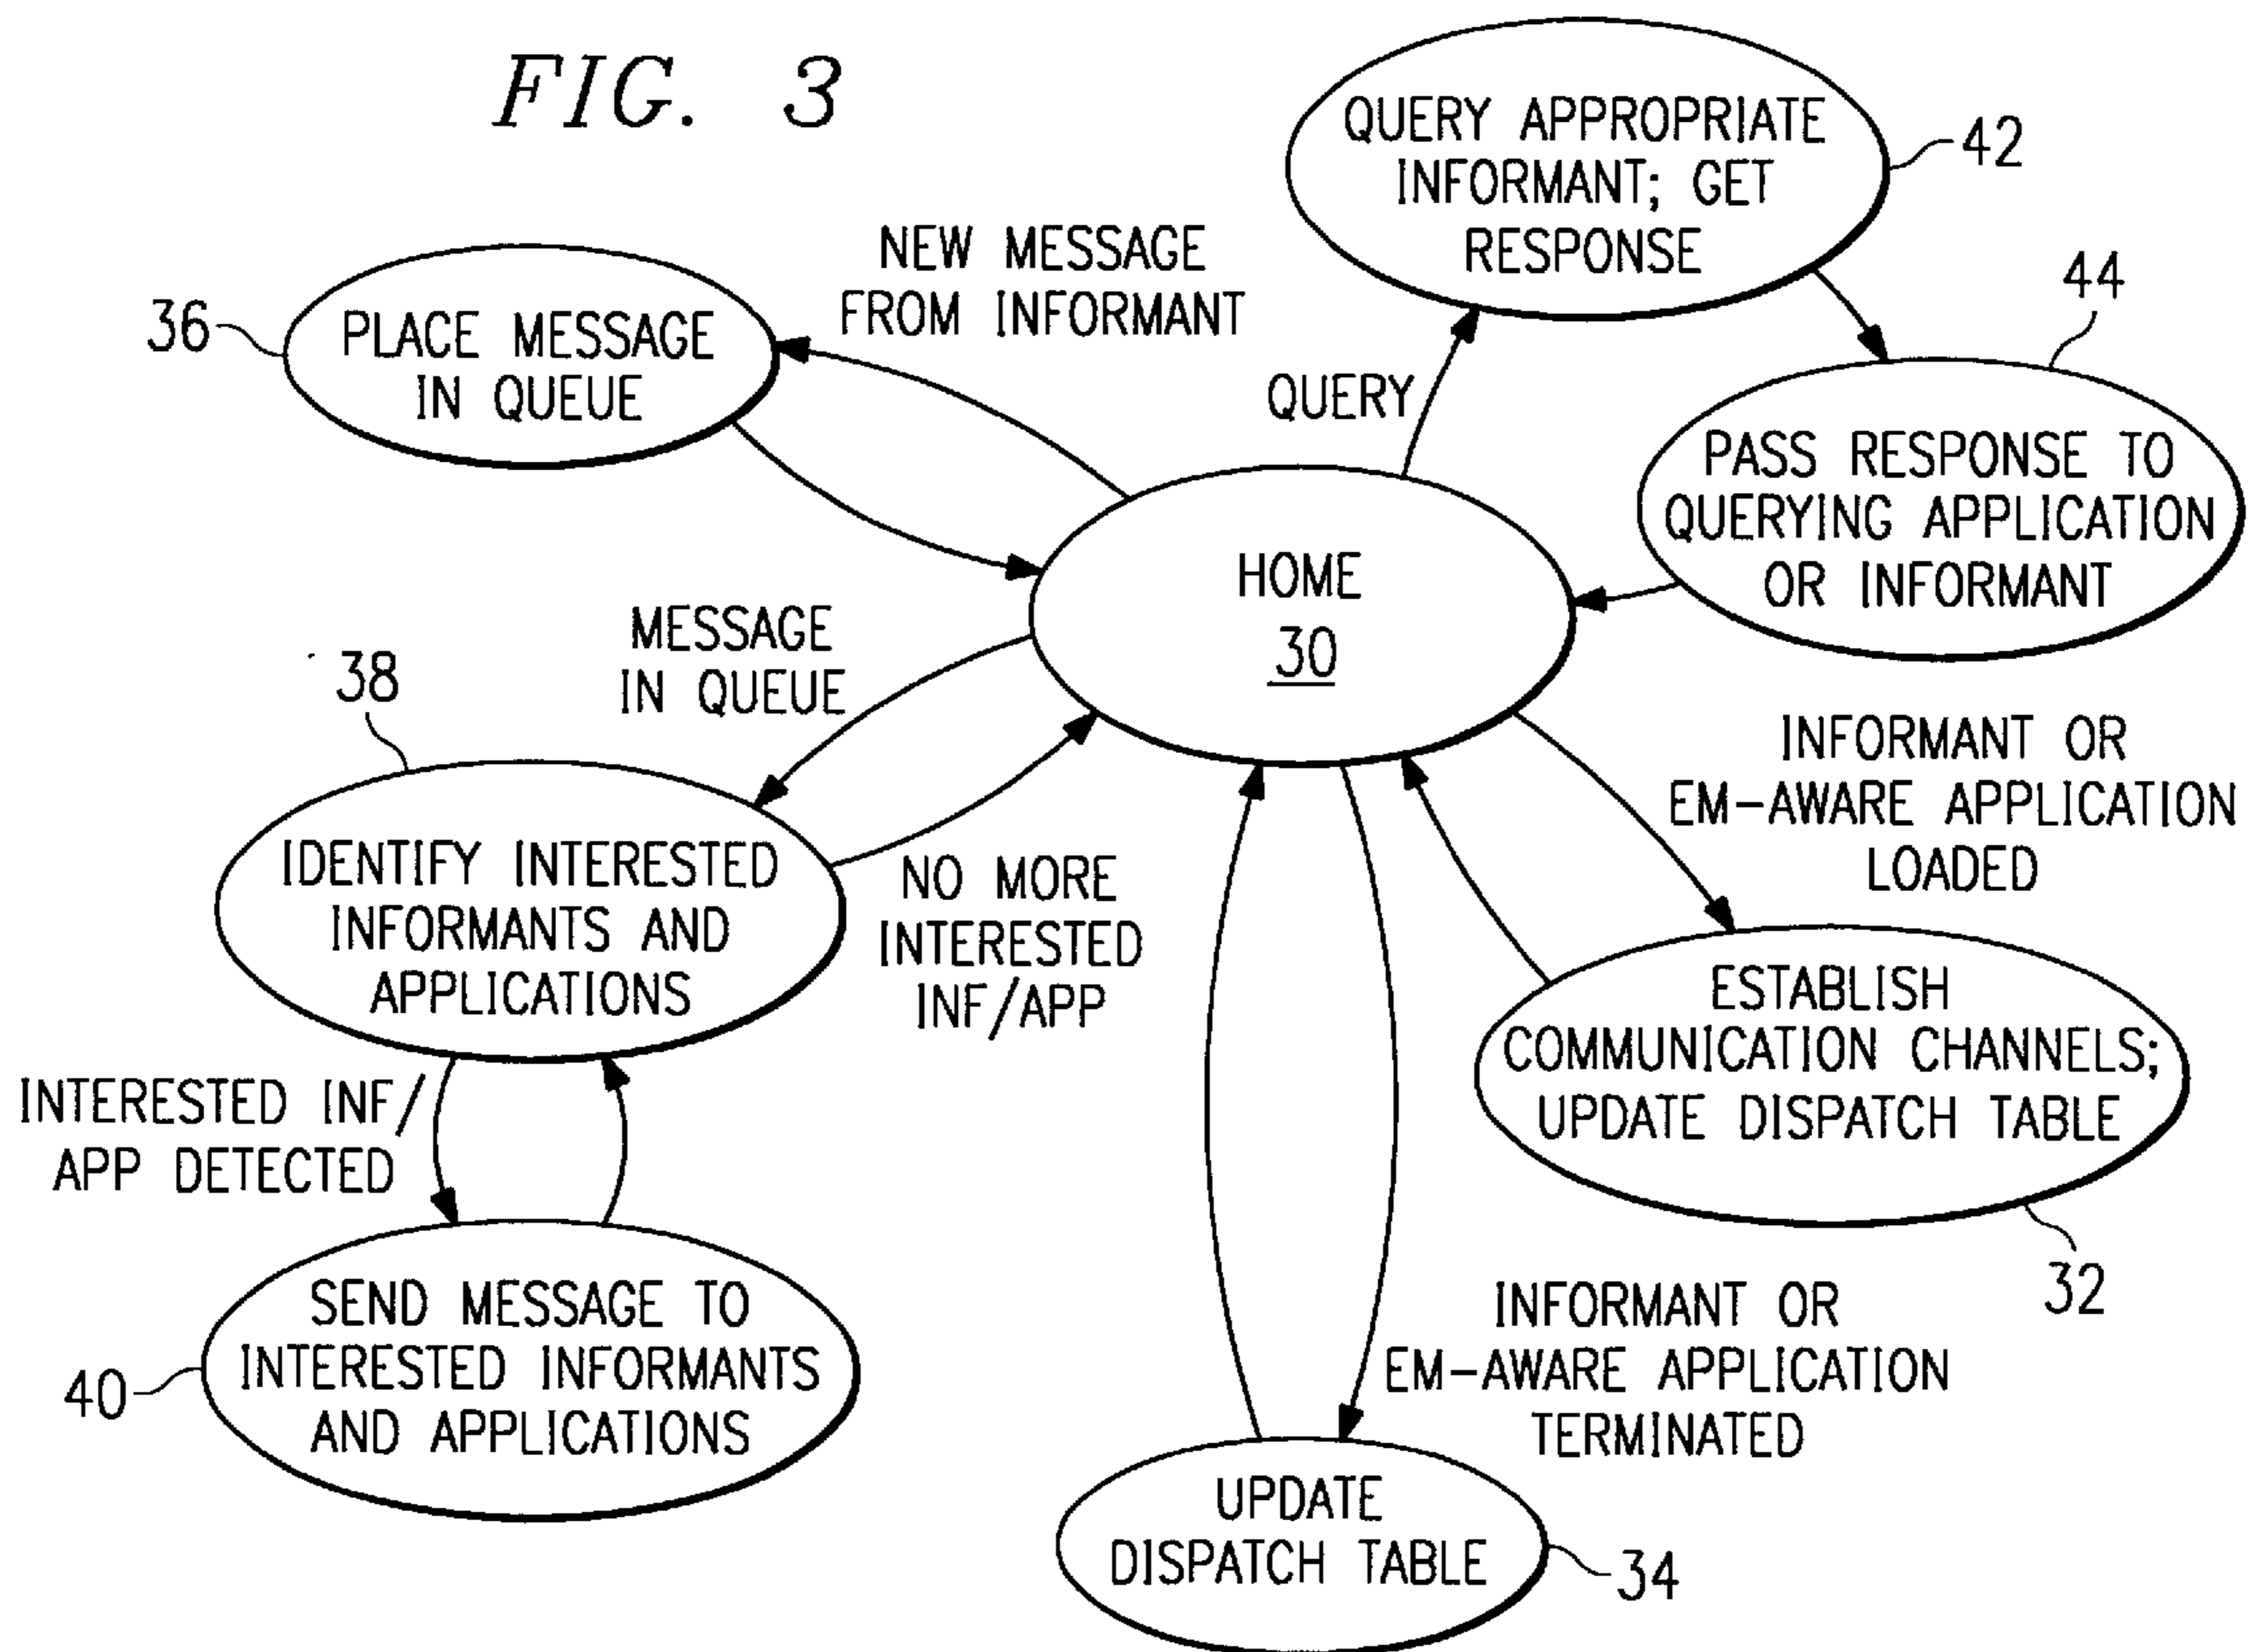 FIG. 3
QUERY APPROPRIATE
INFORMANT; GET
RESPONSE
42
NEW MESSAGE
FROM INFORMANT
36
PLACE MESSAGE
IN QUEUE
QUERY
44
PASS RESPONSE TO
QUERYING APPLICATION
OR INFORMANT
HOME
30
MESSAGE
IN QUEUE
38
IDENTIFY INTERESTED
INFORMANTS AND
APPLICATIONS
NO MORE
INTERESTED
INF/APP
INFORMANT OR
EM-AWARE APPLICATION
LOADED
ESTABLISH
COMMUNICATION CHANNELS;
UPDATE DISPATCH TABLE
32
INTERESTED INF/
APP DETECTED
SEND MESSAGE TO
INTERESTED INFORMANTS
AND APPLICATIONS
40
INFORMANT OR
EM-AWARE APPLICATION
TERMINATED
UPDATE
DISPATCH TABLE
34